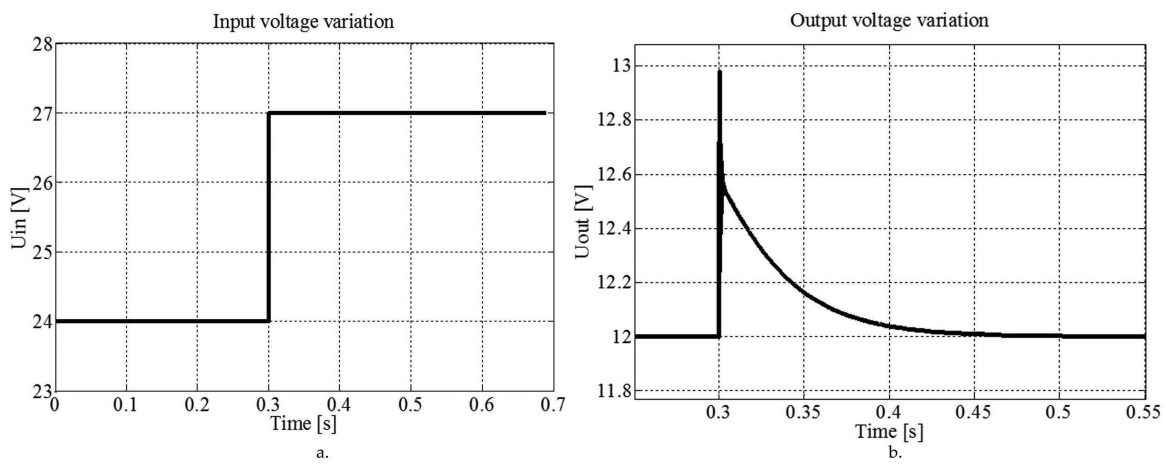 Input voltage variation
28
27
26
25
24
23
Uin [V]
0 0.1 0.2 0.3 0.4 0.5 0.6 0.7
Time [s]
a.
Output voltage variation
13
12.8
12.6
12.4
12.2
12
11.8
Uout [V]
0.3 0.35 0.4 0.45 0.5 0.55
Time [s]
b.